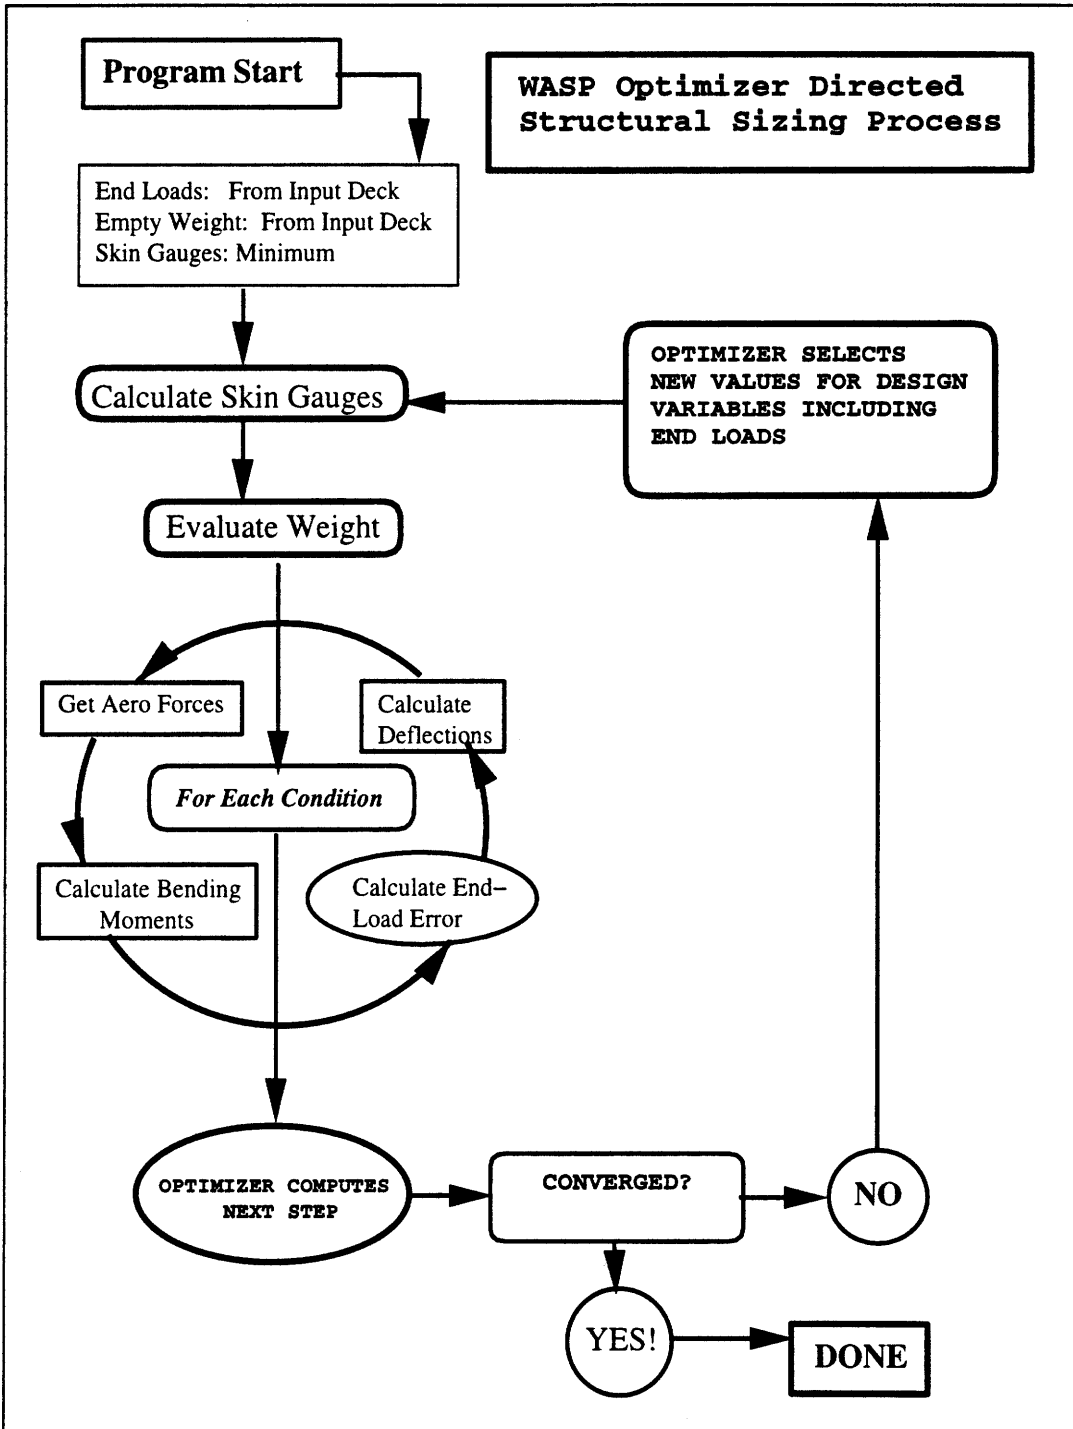 Program Start
WASP Optimizer Directed
Structural Sizing Process
End Loads: From Input Deck
Empty Weight: From Input Deck
Skin Gauges: Minimum
OPTIMIZER SELECTS
NEW VALUES FOR DESIGN
VARIABLES INCLUDING
END LOADS
Calculate Skin Gauges
Evaluate Weight
Get Aero Forces
Calculate
Deflections
For Each Condition
Calculate Bending
Moments
Calculate End–
Load Error
OPTIMIZER COMPUTES
NEXT STEP
CONVERGED?
NO
YES!
DONE